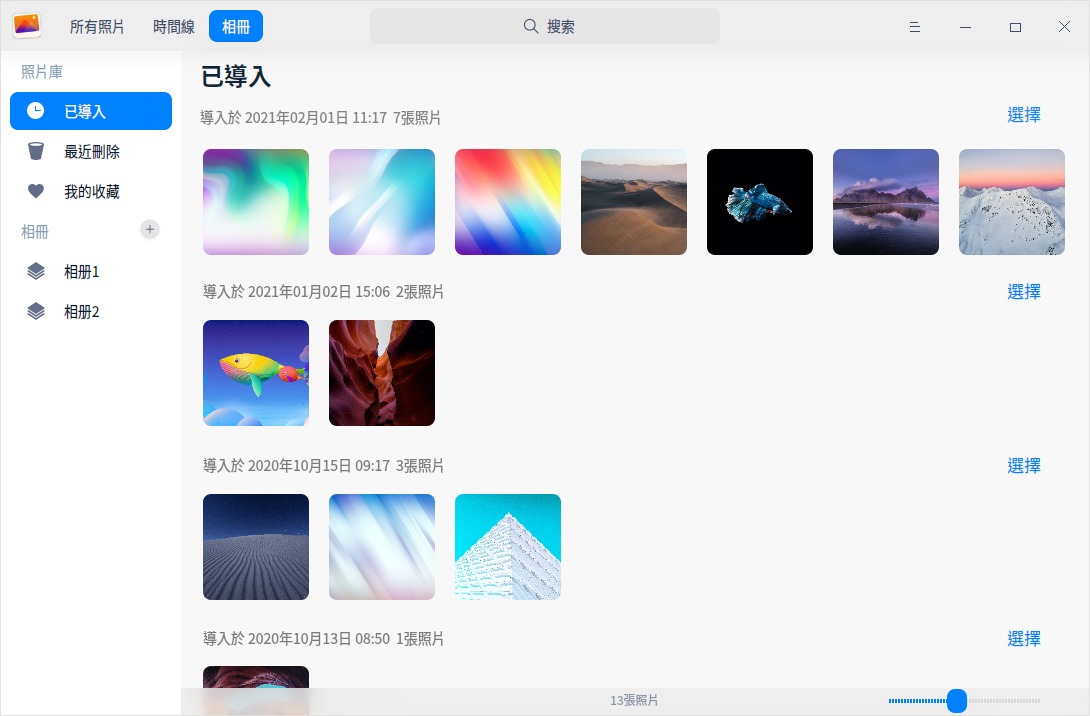 所有照片 時間線 相冊 搜索
照片庫
已導入
最近刪除
我的收藏
相冊
相册1
相册2
已導入
導入於 2021年02月01日 11:17 7張照片 選擇
導入於 2021年01月02日 15:06 2張照片 選擇
導入於 2020年10月15日 09:17 3張照片 選擇
導入於 2020年10月13日 08:50 1張照片 選擇
13張照片